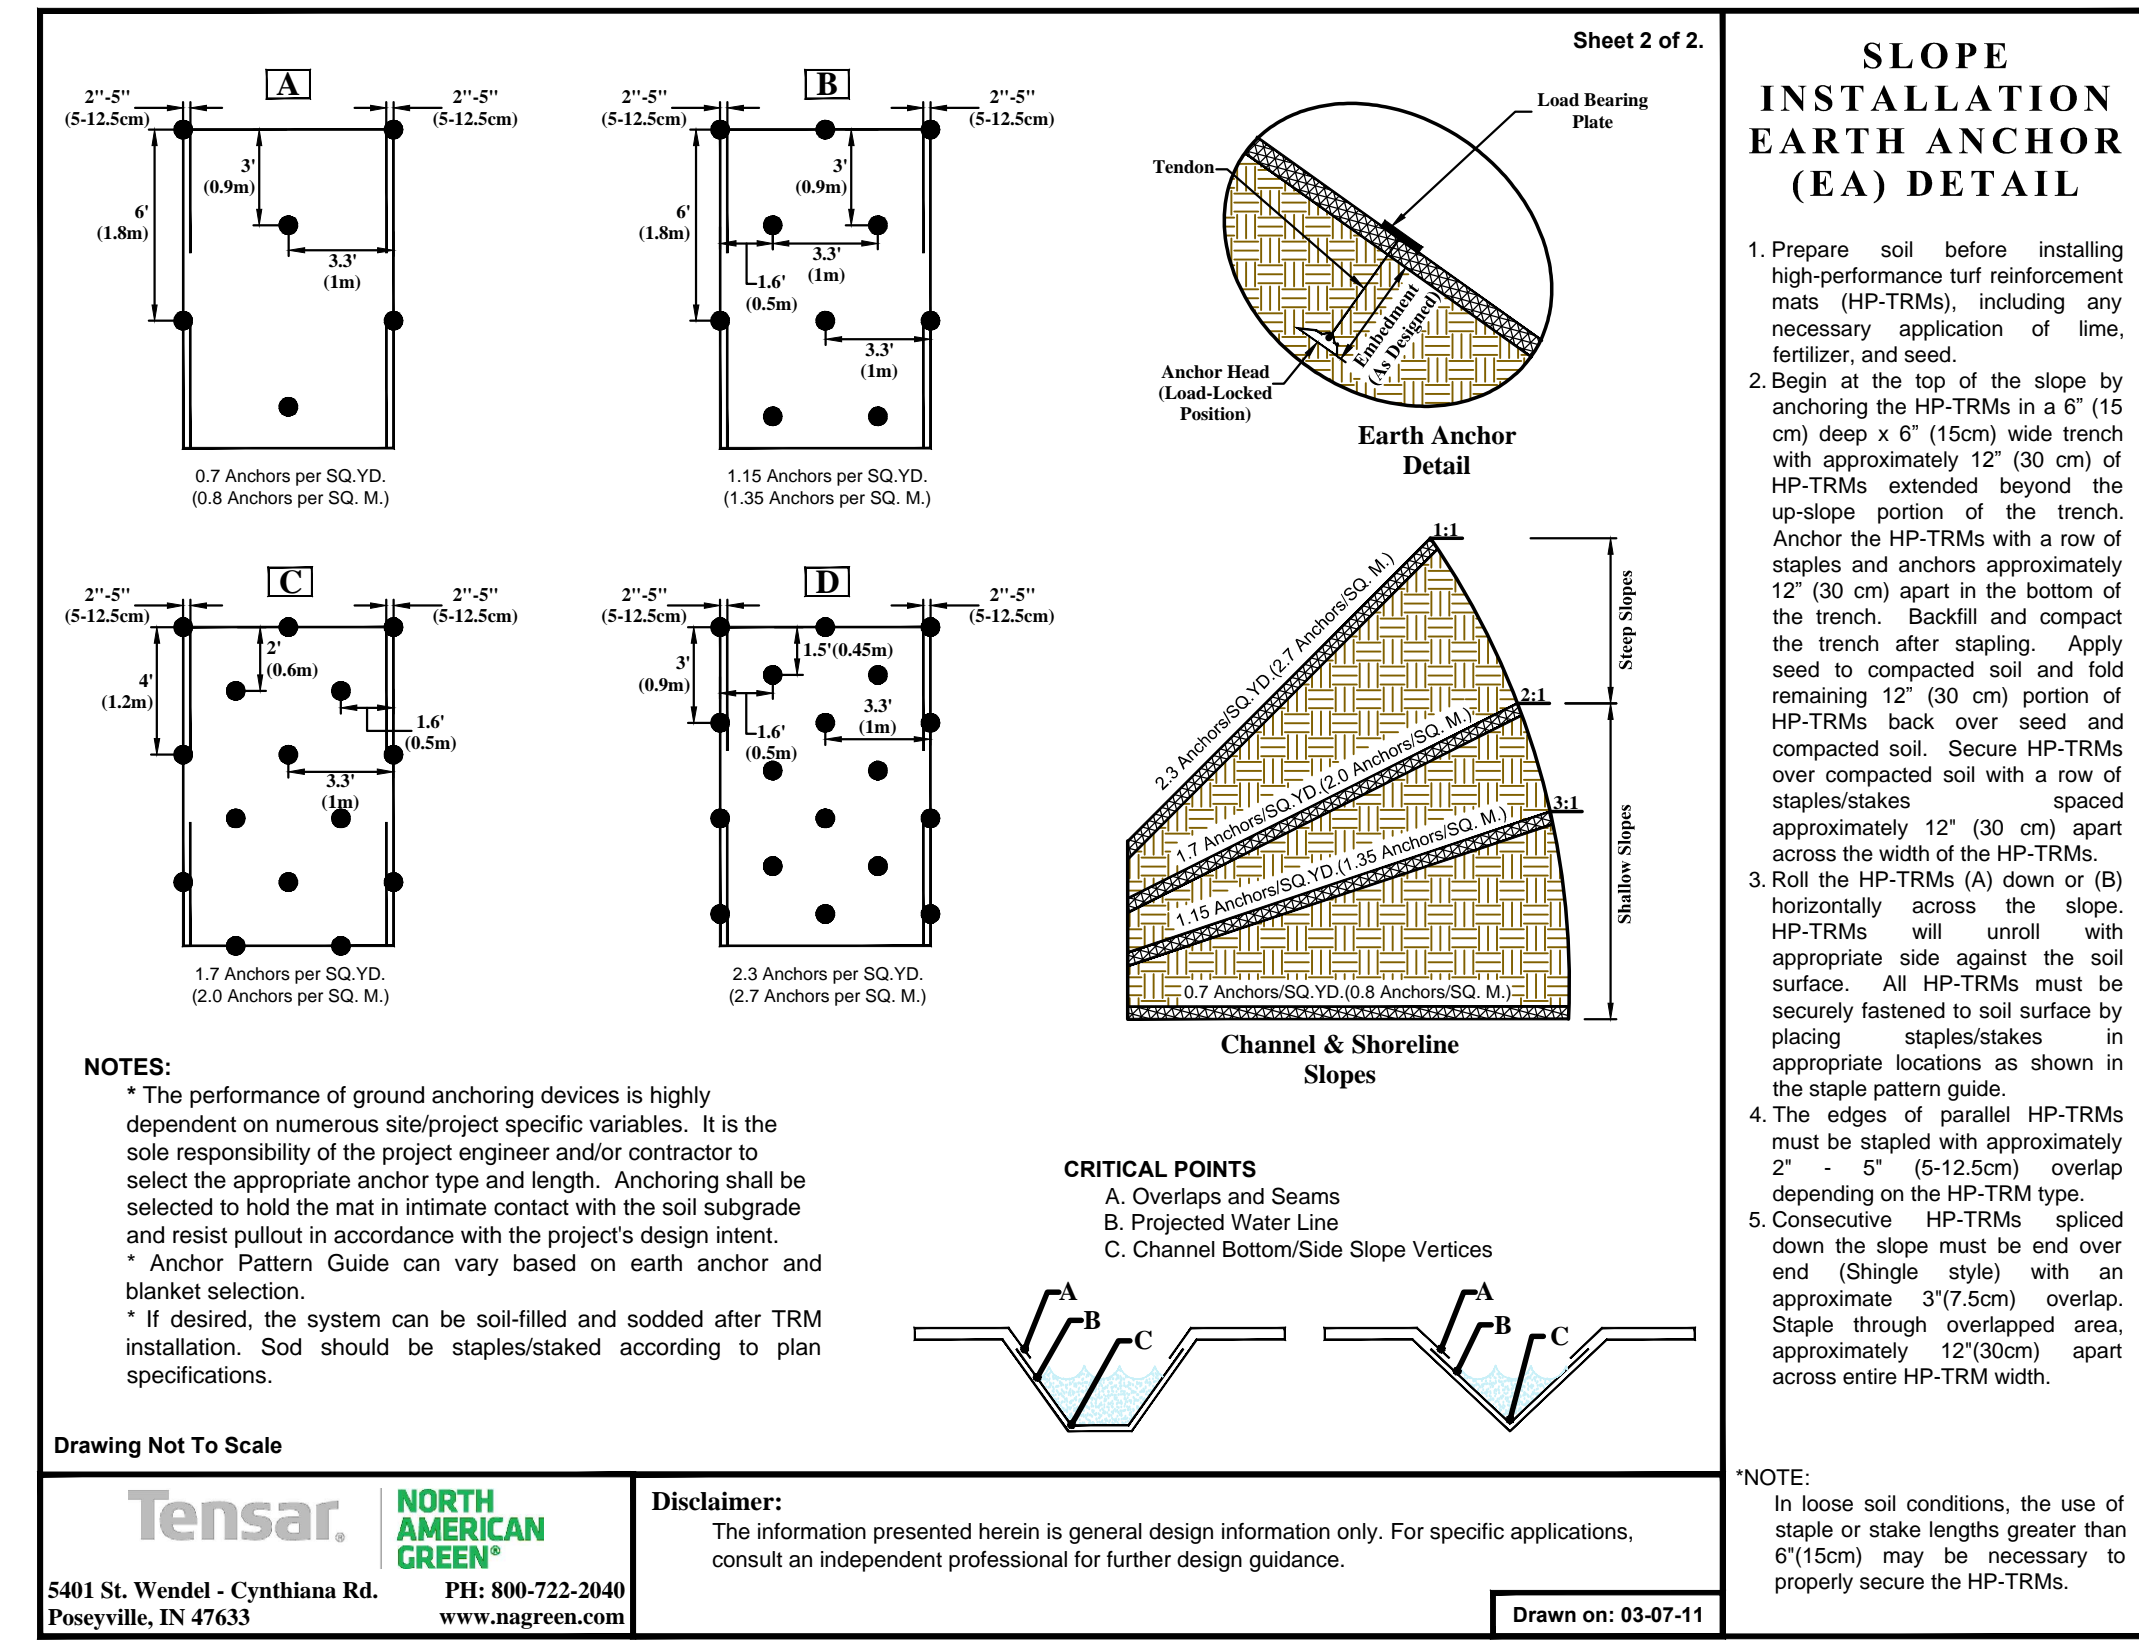 Sheet 2 of 2.
A
2"-5"
(5-12.5cm)
2"-5"
(5-12.5cm)
3'
(0.9m)
6'
(1.8m)
3.3'
(1m)
0.7 Anchors per SQ.YD.
(0.8 Anchors per SQ. M.)
B
2"-5"
(5-12.5cm)
2"-5"
(5-12.5cm)
3'
(0.9m)
6'
(1.8m)
3.3'
(1m)
1.6'
(0.5m)
3.3'
(1m)
1.15 Anchors per SQ.YD.
(1.35 Anchors per SQ. M.)
Load Bearing
Plate
Tendon
Embedment
(As Designed)
Anchor Head
(Load-Locked
Position)
Earth Anchor
Detail
C
2"-5"
(5-12.5cm)
2"-5"
(5-12.5cm)
2'
(0.6m)
4'
(1.2m)
1.6'
(0.5m)
3.3'
(1m)
1.7 Anchors per SQ.YD.
(2.0 Anchors per SQ. M.)
D
2"-5"
(5-12.5cm)
2"-5"
(5-12.5cm)
1.5'(0.45m)
3'
(0.9m)
3.3'
(1m)
1.6'
(0.5m)
2.3 Anchors per SQ.YD.
(2.7 Anchors per SQ. M.)
1:1
2:1
3:1
Steep Slopes
Shallow Slopes
2.3 Anchors/SQ.YD.(2.7 Anchors/SQ. M.)
1.7 Anchors/SQ.YD.(2.0 Anchors/SQ. M.)
1.15 Anchors/SQ.YD.(1.35 Anchors/SQ. M.)
0.7 Anchors/SQ.YD.(0.8 Anchors/SQ. M.)
Channel & Shoreline
Slopes
NOTES:
* The performance of ground anchoring devices is highly
dependent on numerous site/project specific variables. It is the
sole responsibility of the project engineer and/or contractor to
select the appropriate anchor type and length. Anchoring shall be
selected to hold the mat in intimate contact with the soil subgrade
and resist pullout in accordance with the project's design intent.
* Anchor Pattern Guide can vary based on earth anchor and
blanket selection.
* If desired, the system can be soil-filled and sodded after TRM
installation. Sod should be staples/staked according to plan
specifications.
CRITICAL POINTS
A. Overlaps and Seams
B. Projected Water Line
C. Channel Bottom/Side Slope Vertices
A
B
C
A
B
C
Drawing Not To Scale
Tensar®
NORTH
AMERICAN
GREEN®
5401 St. Wendel - Cynthiana Rd.
Poseyville, IN 47633
PH: 800-722-2040
www.nagreen.com
Disclaimer:
The information presented herein is general design information only. For specific applications,
consult an independent professional for further design guidance.
Drawn on: 03-07-11
SLOPE
INSTALLATION
EARTH ANCHOR
(EA) DETAIL
1. Prepare soil before installing
high-performance turf reinforcement
mats (HP-TRMs), including any
necessary application of lime,
fertilizer, and seed.
2. Begin at the top of the slope by
anchoring the HP-TRMs in a 6” (15
cm) deep x 6” (15cm) wide trench
with approximately 12” (30 cm) of
HP-TRMs extended beyond the
up-slope portion of the trench.
Anchor the HP-TRMs with a row of
staples and anchors approximately
12” (30 cm) apart in the bottom of
the trench. Backfill and compact
the trench after stapling. Apply
seed to compacted soil and fold
remaining 12” (30 cm) portion of
HP-TRMs back over seed and
compacted soil. Secure HP-TRMs
over compacted soil with a row of
staples/stakes spaced
approximately 12" (30 cm) apart
across the width of the HP-TRMs.
3. Roll the HP-TRMs (A) down or (B)
horizontally across the slope.
HP-TRMs will unroll with
appropriate side against the soil
surface. All HP-TRMs must be
securely fastened to soil surface by
placing staples/stakes in
appropriate locations as shown in
the staple pattern guide.
4. The edges of parallel HP-TRMs
must be stapled with approximately
2" - 5" (5-12.5cm) overlap
depending on the HP-TRM type.
5. Consecutive HP-TRMs spliced
down the slope must be end over
end (Shingle style) with an
approximate 3"(7.5cm) overlap.
Staple through overlapped area,
approximately 12"(30cm) apart
across entire HP-TRM width.
*NOTE:
In loose soil conditions, the use of
staple or stake lengths greater than
6"(15cm) may be necessary to
properly secure the HP-TRMs.